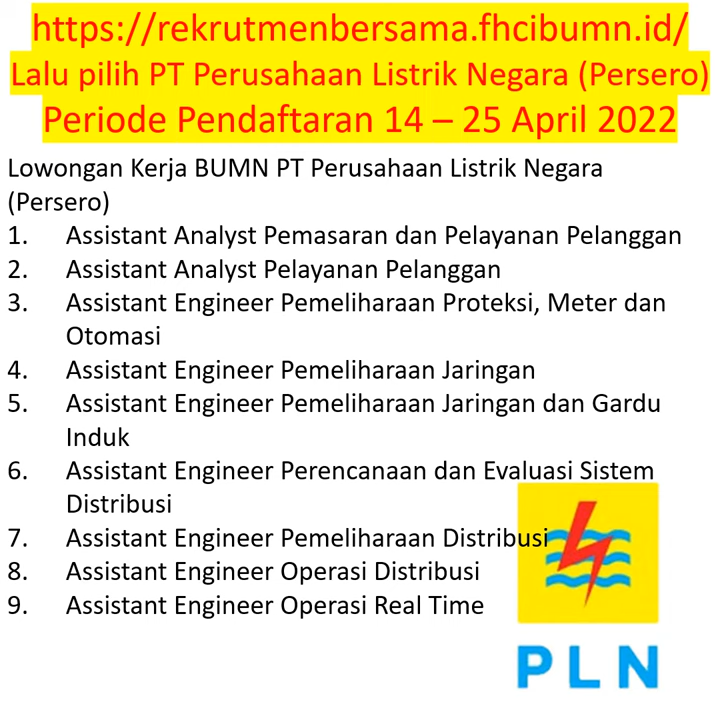 https://rekrutmenbersama.fhcibumn.id/
Lalu pilih PT Perusahaan Listrik Negara (Persero)
Periode Pendaftaran 14 – 25 April 2022
Lowongan Kerja BUMN PT Perusahaan Listrik Negara
(Persero)
1. Assistant Analyst Pemasaran dan Pelayanan Pelanggan
2. Assistant Analyst Pelayanan Pelanggan
3. Assistant Engineer Pemeliharaan Proteksi, Meter dan
Otomasi
4. Assistant Engineer Pemeliharaan Jaringan
5. Assistant Engineer Pemeliharaan Jaringan dan Gardu
Induk
6. Assistant Engineer Perencanaan dan Evaluasi Sistem
Distribusi
7. Assistant Engineer Pemeliharaan Distribusi
8. Assistant Engineer Operasi Distribusi
9. Assistant Engineer Operasi Real Time
PLN